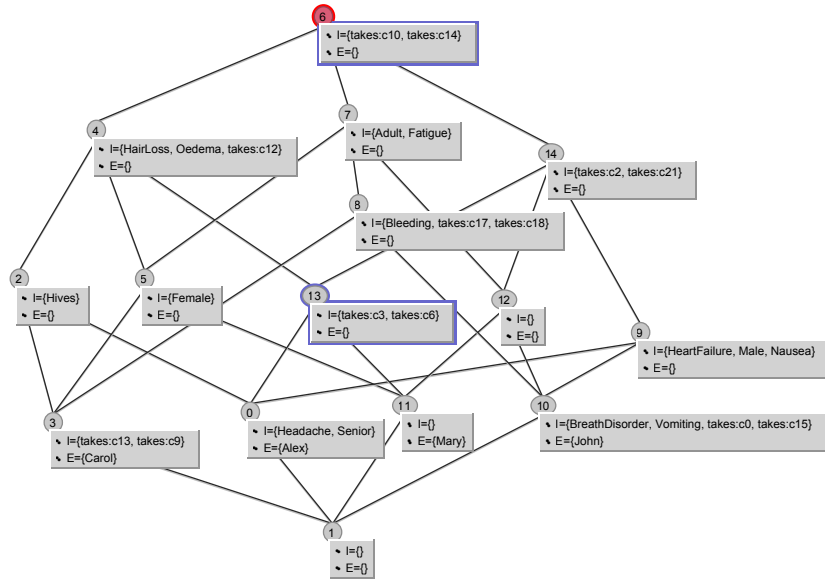 6
I={takes:c10, takes:c14}
E={}
4
I={HairLoss, Oedema, takes:c12}
E={}
7
I={Adult, Fatigue}
E={}
14
I={takes:c2, takes:c21}
E={}
8
I={Bleeding, takes:c17, takes:c18}
E={}
2
I={Hives}
E={}
5
I={Female}
E={}
13
I={takes:c3, takes:c6}
E={}
12
I={}
E={}
9
I={HeartFailure, Male, Nausea}
E={}
3
I={takes:c13, takes:c9}
E={Carol}
0
I={Headache, Senior}
E={Alex}
11
I={}
E={Mary}
10
I={BreathDisorder, Vomiting, takes:c0, takes:c15}
E={John}
1
I={}
E={}